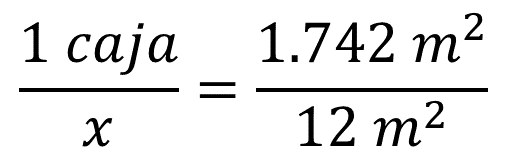 1 caja / x = 1.742 m² / 12 m²